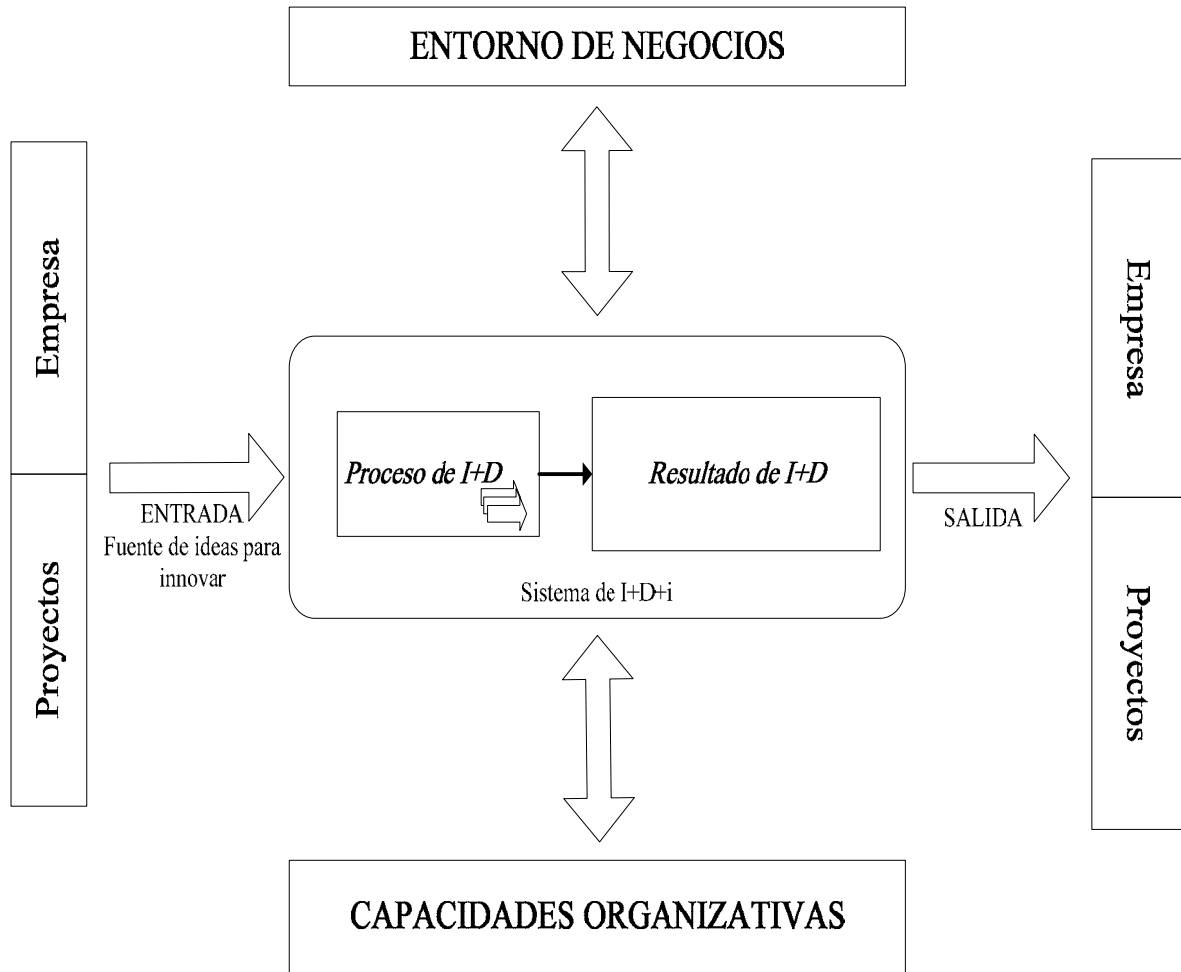 ENTORNO DE NEGOCIOS
Empresa
Proyectos
ENTRADA
Fuente de ideas para
innovar
Proceso de I+D
Resultado de I+D
Sistema de I+D+i
SALIDA
Empresa
Proyectos
CAPACIDADES ORGANIZATIVAS